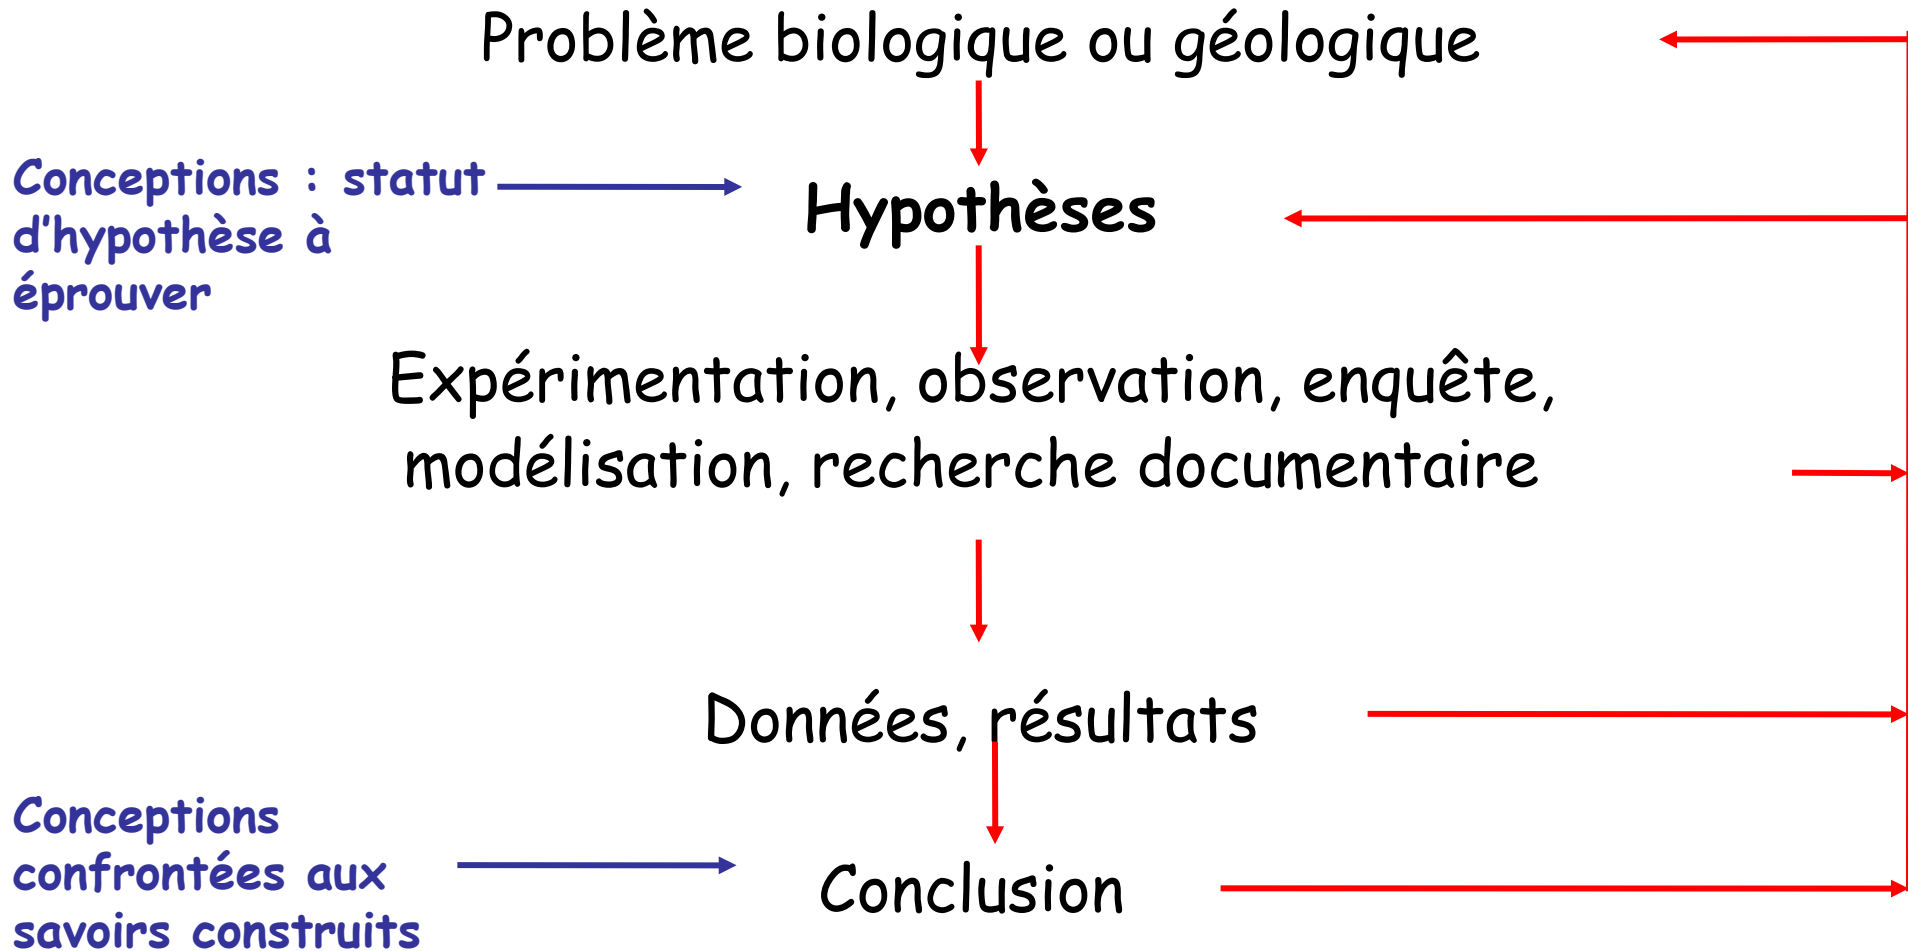 Problème biologique ou géologique
Conceptions : statut
d'hypothèse à
éprouver
Hypothèses
Expérimentation, observation, enquête,
modélisation, recherche documentaire
Données, résultats
Conceptions
confrontées aux
savoirs construits
Conclusion